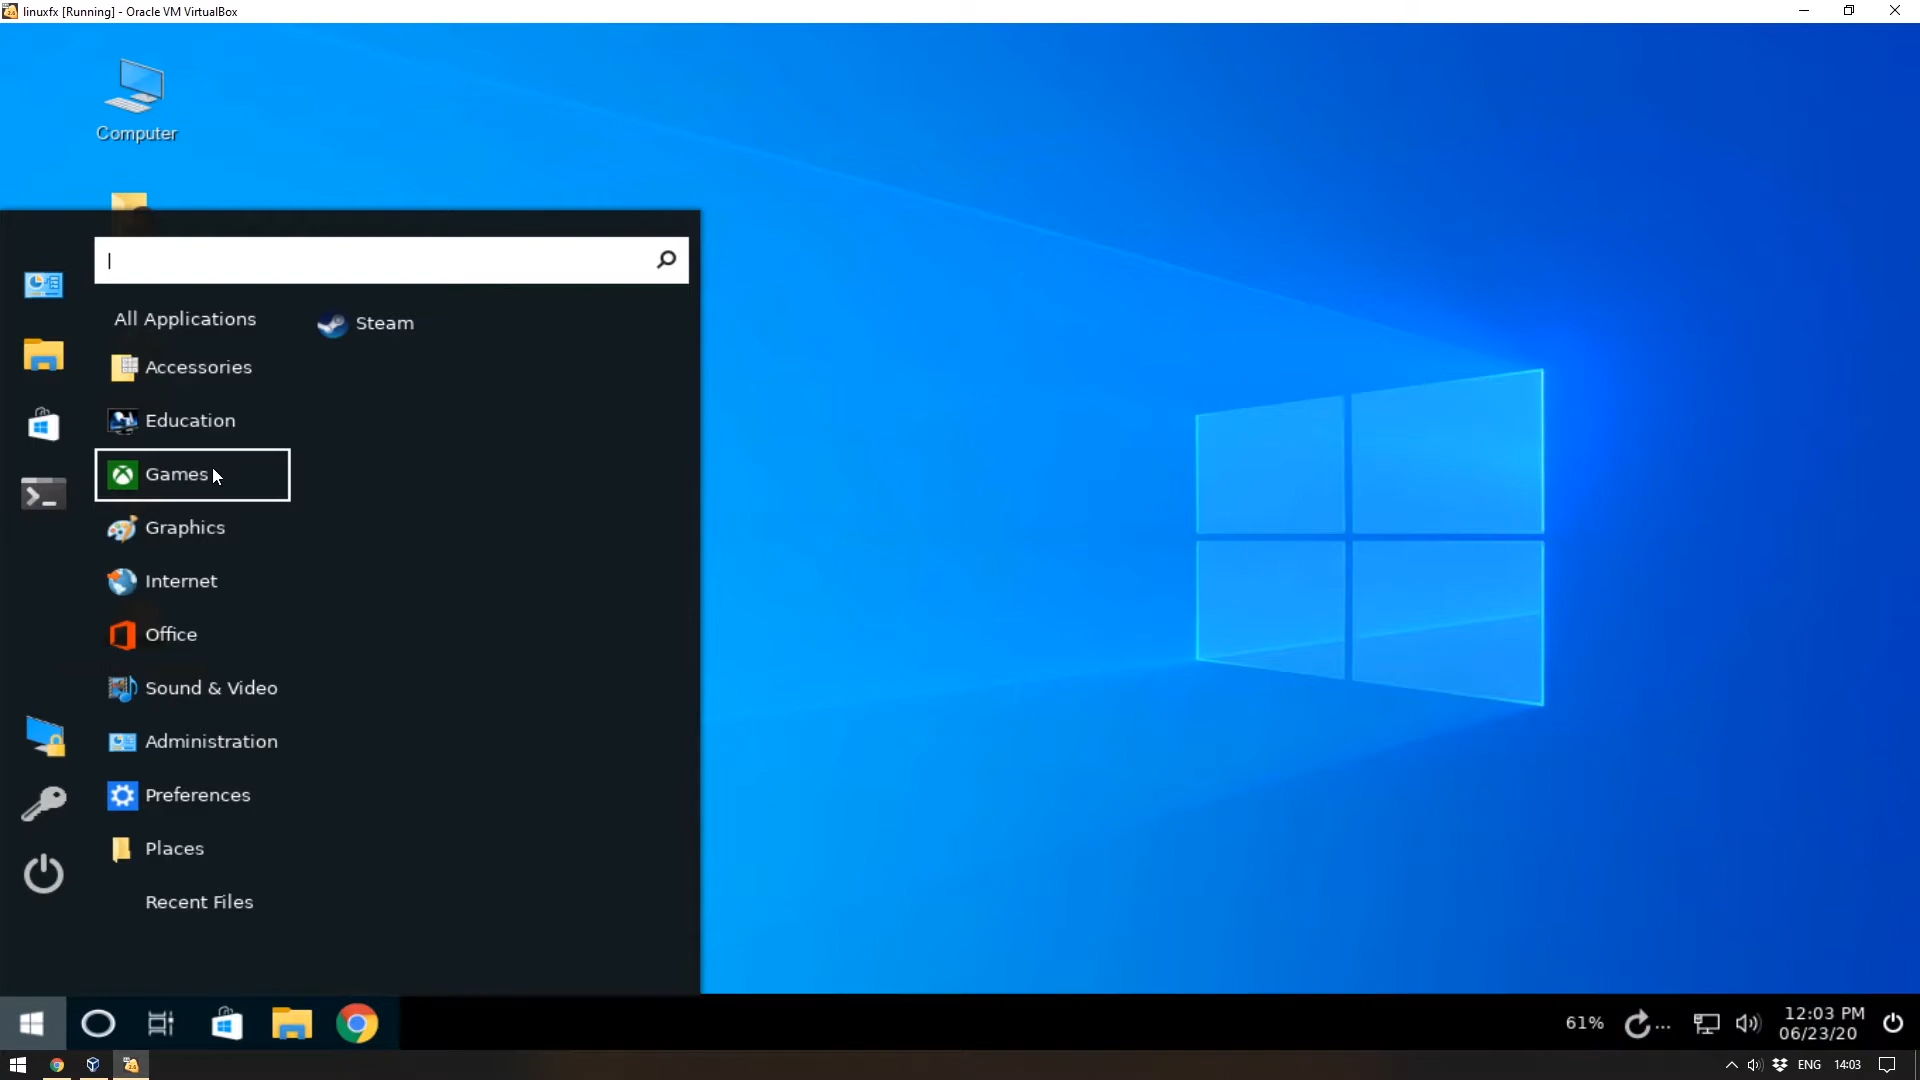 linuxfx [Running] - Oracle VM VirtualBox
Computer
All Applications
Steam
Accessories
Education
Games
Graphics
Internet
Office
Sound & Video
Administration
Preferences
Places
Recent Files
61%
...
12:03 PM
06/23/20
ENG
14:03